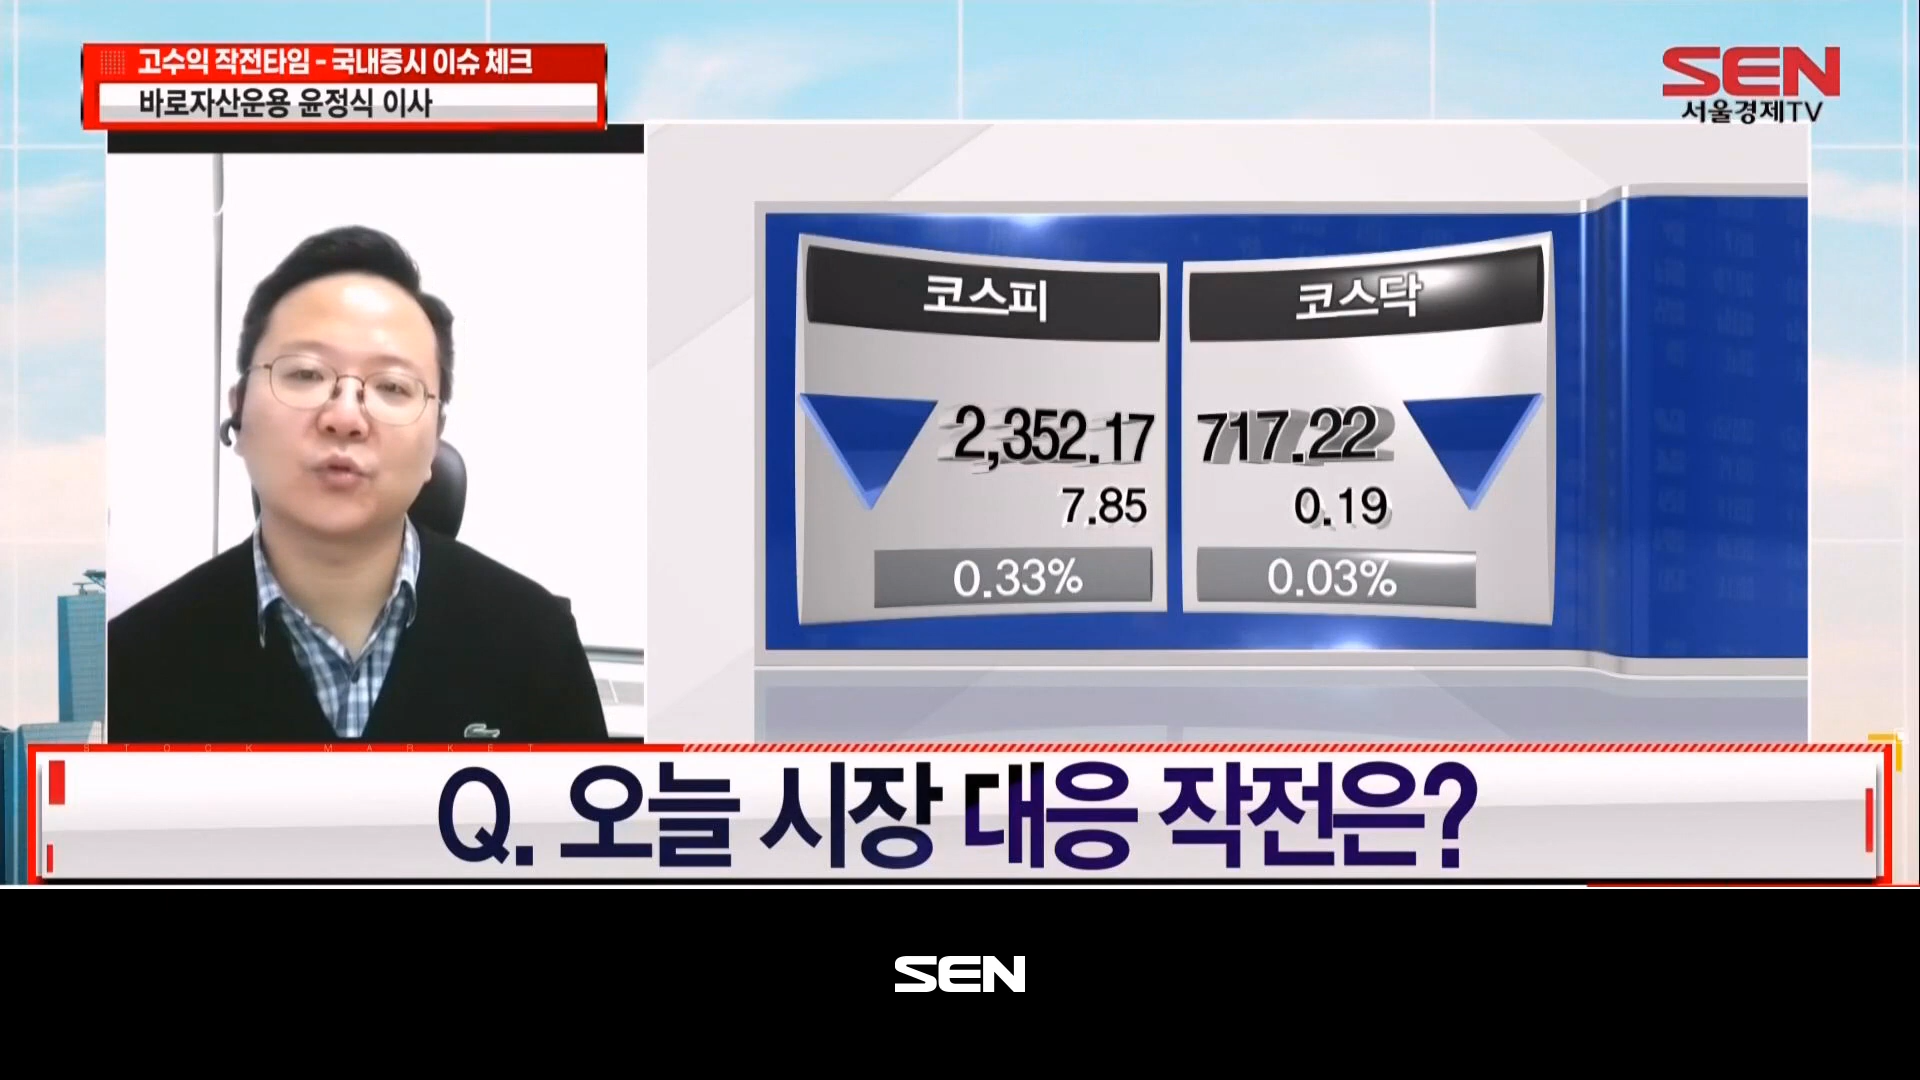 고수익 작전타임 - 국내증시 이슈 체크
바로자산운용 윤정식 이사
SEN
서울경제TV
코스피
2,352.17
7.85
0.33%
코스닥
717.22
0.19
0.03%
STOCK MARKET
Q. 오늘 시장 대응 작전은?
SEN